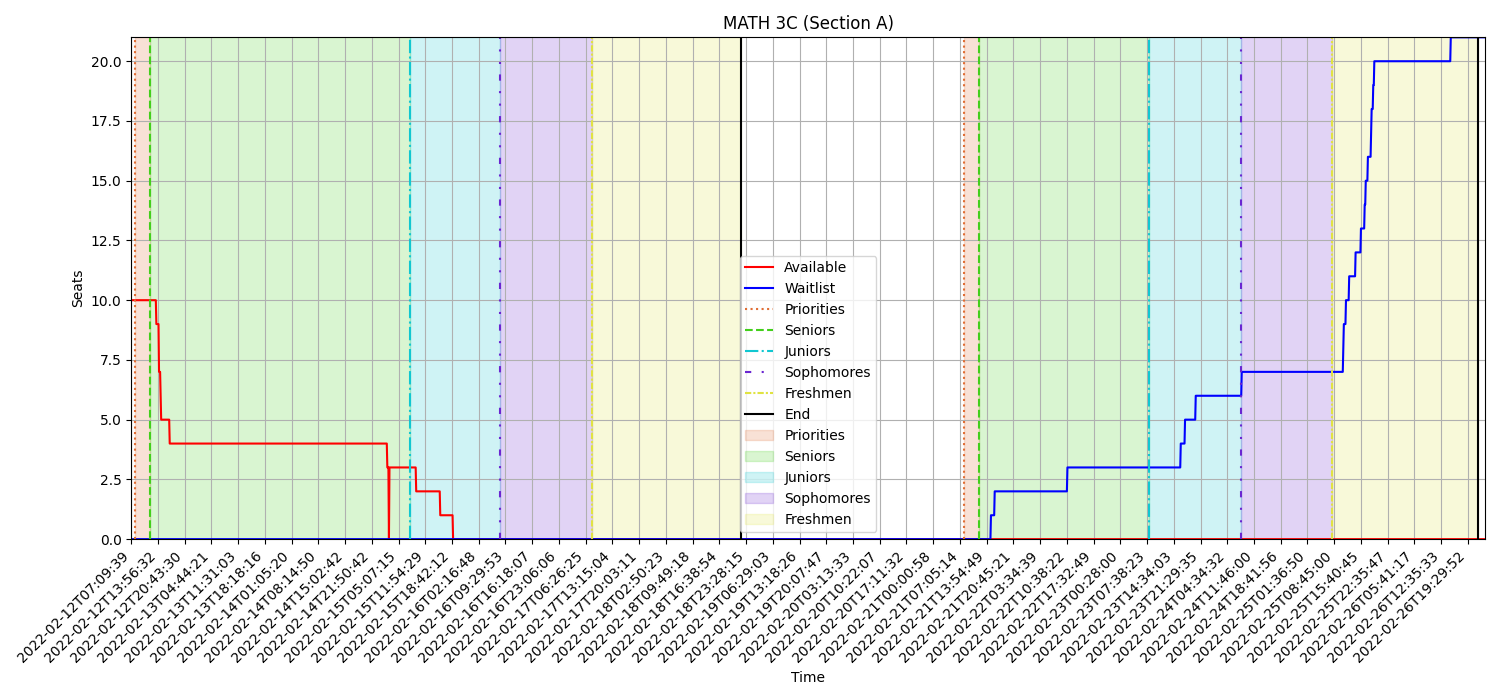 MATH 3C (Section A)
Seats
20.0
17.5
15.0
12.5
10.0
7.5
5.0
2.5
0.0
Available
Waitlist
Priorities
Seniors
Juniors
Sophomores
Freshmen
End
Priorities
Seniors
Juniors
Sophomores
Freshmen
2022-02-12T07:09:39
2022-02-12T13:56:32
2022-02-12T20:43:30
2022-02-13T04:44:21
2022-02-13T11:31:03
2022-02-13T18:18:16
2022-02-14T01:05:20
2022-02-14T08:14:50
2022-02-14T15:02:42
2022-02-14T21:50:42
2022-02-15T05:07:15
2022-02-15T11:54:29
2022-02-15T18:42:12
2022-02-16T02:16:48
2022-02-16T09:29:53
2022-02-16T16:18:07
2022-02-16T23:06:06
2022-02-17T06:26:25
2022-02-17T13:15:04
2022-02-17T20:03:11
2022-02-18T02:50:23
2022-02-18T09:49:18
2022-02-18T16:38:54
2022-02-18T23:28:15
2022-02-19T06:29:03
2022-02-19T13:18:26
2022-02-19T20:07:47
2022-02-20T03:13:33
2022-02-20T10:22:07
2022-02-20T17:11:32
2022-02-21T00:00:58
2022-02-21T07:05:14
2022-02-21T13:54:49
2022-02-21T20:45:21
2022-02-22T03:34:39
2022-02-22T10:38:22
2022-02-22T17:32:49
2022-02-23T00:28:00
2022-02-23T07:38:23
2022-02-23T14:34:03
2022-02-23T21:29:35
2022-02-24T04:34:32
2022-02-24T11:46:00
2022-02-24T18:41:56
2022-02-25T01:36:50
2022-02-25T08:45:00
2022-02-25T15:40:45
2022-02-25T22:35:47
2022-02-26T05:41:17
2022-02-26T12:35:33
2022-02-26T19:29:52
Time